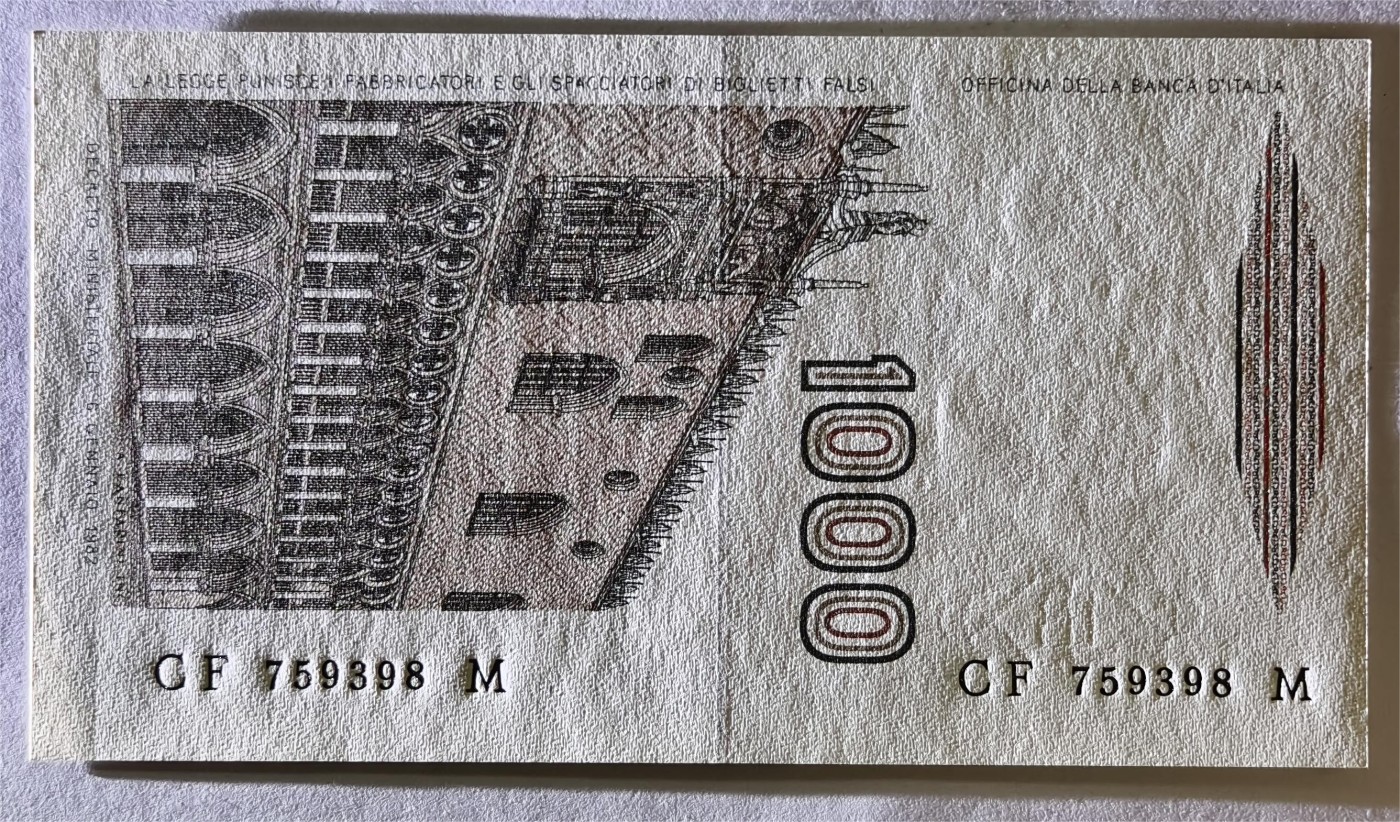 LA LEGGE PUNISCE I FABBRICATORI E GLI SPACCIATORI DI BIGLIETTI FALSI
OFFICINA DELLA BANCA D'ITALIA
DECRETO MINISTERIALE 6 GENNAIO 1982
1000
CF 759398 M
CF 759398 M